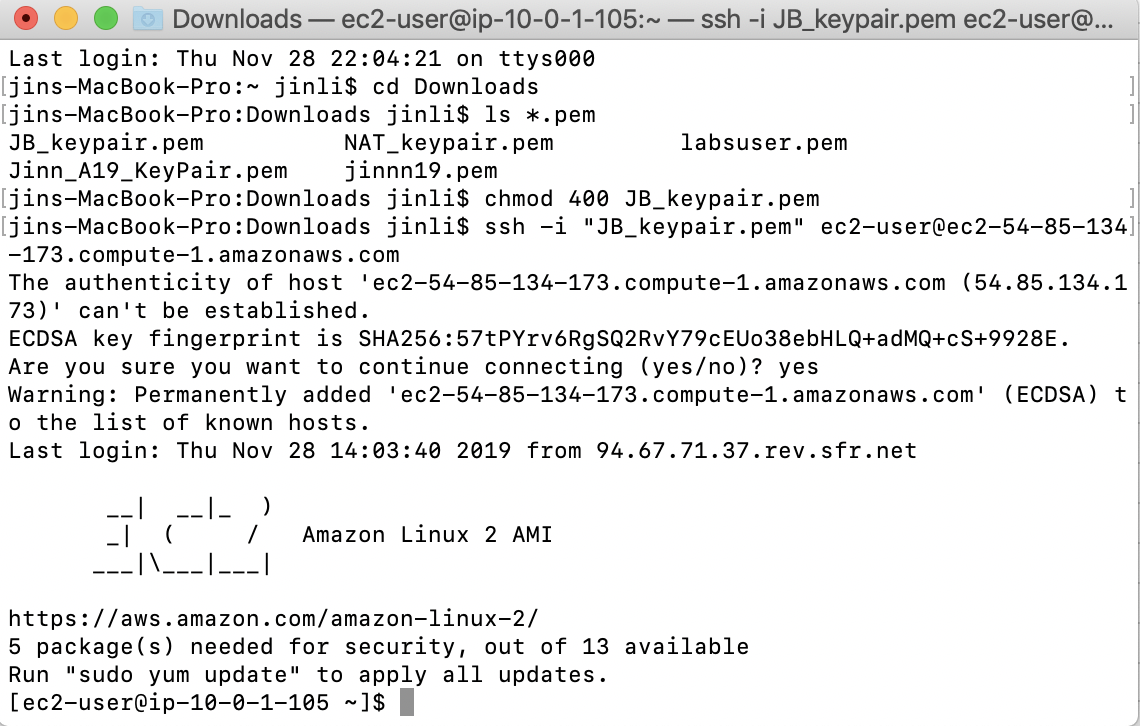 Downloads — ec2-user@ip-10-0-1-105:~ — ssh -i JB_keypair.pem ec2-user@...
Last login: Thu Nov 28 22:04:21 on ttys000
[jins-MacBook-Pro:~ jinli$ cd Downloads ]
[jins-MacBook-Pro:Downloads jinli$ ls *.pem ]
JB_keypair.pem NAT_keypair.pem labsuser.pem
Jinn_A19_KeyPair.pem jinnn19.pem
[jins-MacBook-Pro:Downloads jinli$ chmod 400 JB_keypair.pem ]
[jins-MacBook-Pro:Downloads jinli$ ssh -i "JB_keypair.pem" ec2-user@ec2-54-85-134]
-173.compute-1.amazonaws.com
The authenticity of host 'ec2-54-85-134-173.compute-1.amazonaws.com (54.85.134.1
73)' can't be established.
ECDSA key fingerprint is SHA256:57tPYrv6RgSQ2RvY79cEUo38ebHLQ+adMQ+cS+9928E.
Are you sure you want to continue connecting (yes/no)? yes
Warning: Permanently added 'ec2-54-85-134-173.compute-1.amazonaws.com' (ECDSA) t
o the list of known hosts.
Last login: Thu Nov 28 14:03:40 2019 from 94.67.71.37.rev.sfr.net
       __|  __|_  )
       _|  (     /   Amazon Linux 2 AMI
      ___|\___|___|
https://aws.amazon.com/amazon-linux-2/
5 package(s) needed for security, out of 13 available
Run "sudo yum update" to apply all updates.
[ec2-user@ip-10-0-1-105 ~]$